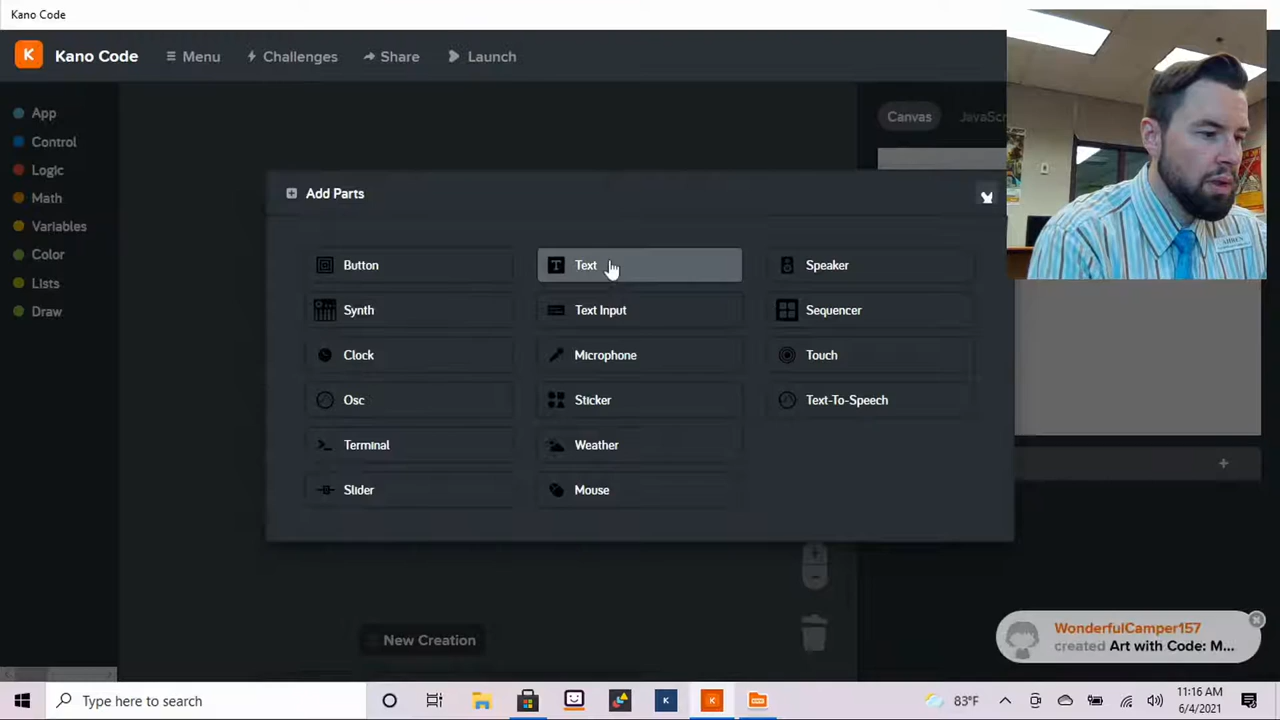 Kano Code
K
Kano Code
Menu
Challenges
Share
Launch
App
Control
Logic
Math
Variables
Color
Lists
Draw
Canvas
JavaScr
Add Parts
Button
Text
Speaker
Synth
Text Input
Sequencer
Clock
Microphone
Touch
Osc
Sticker
Text-To-Speech
Terminal
Weather
Slider
Mouse
New Creation
WonderfulCamper157
created Art with Code: M...
Type here to search
83°F
11:16 AM
6/4/2021